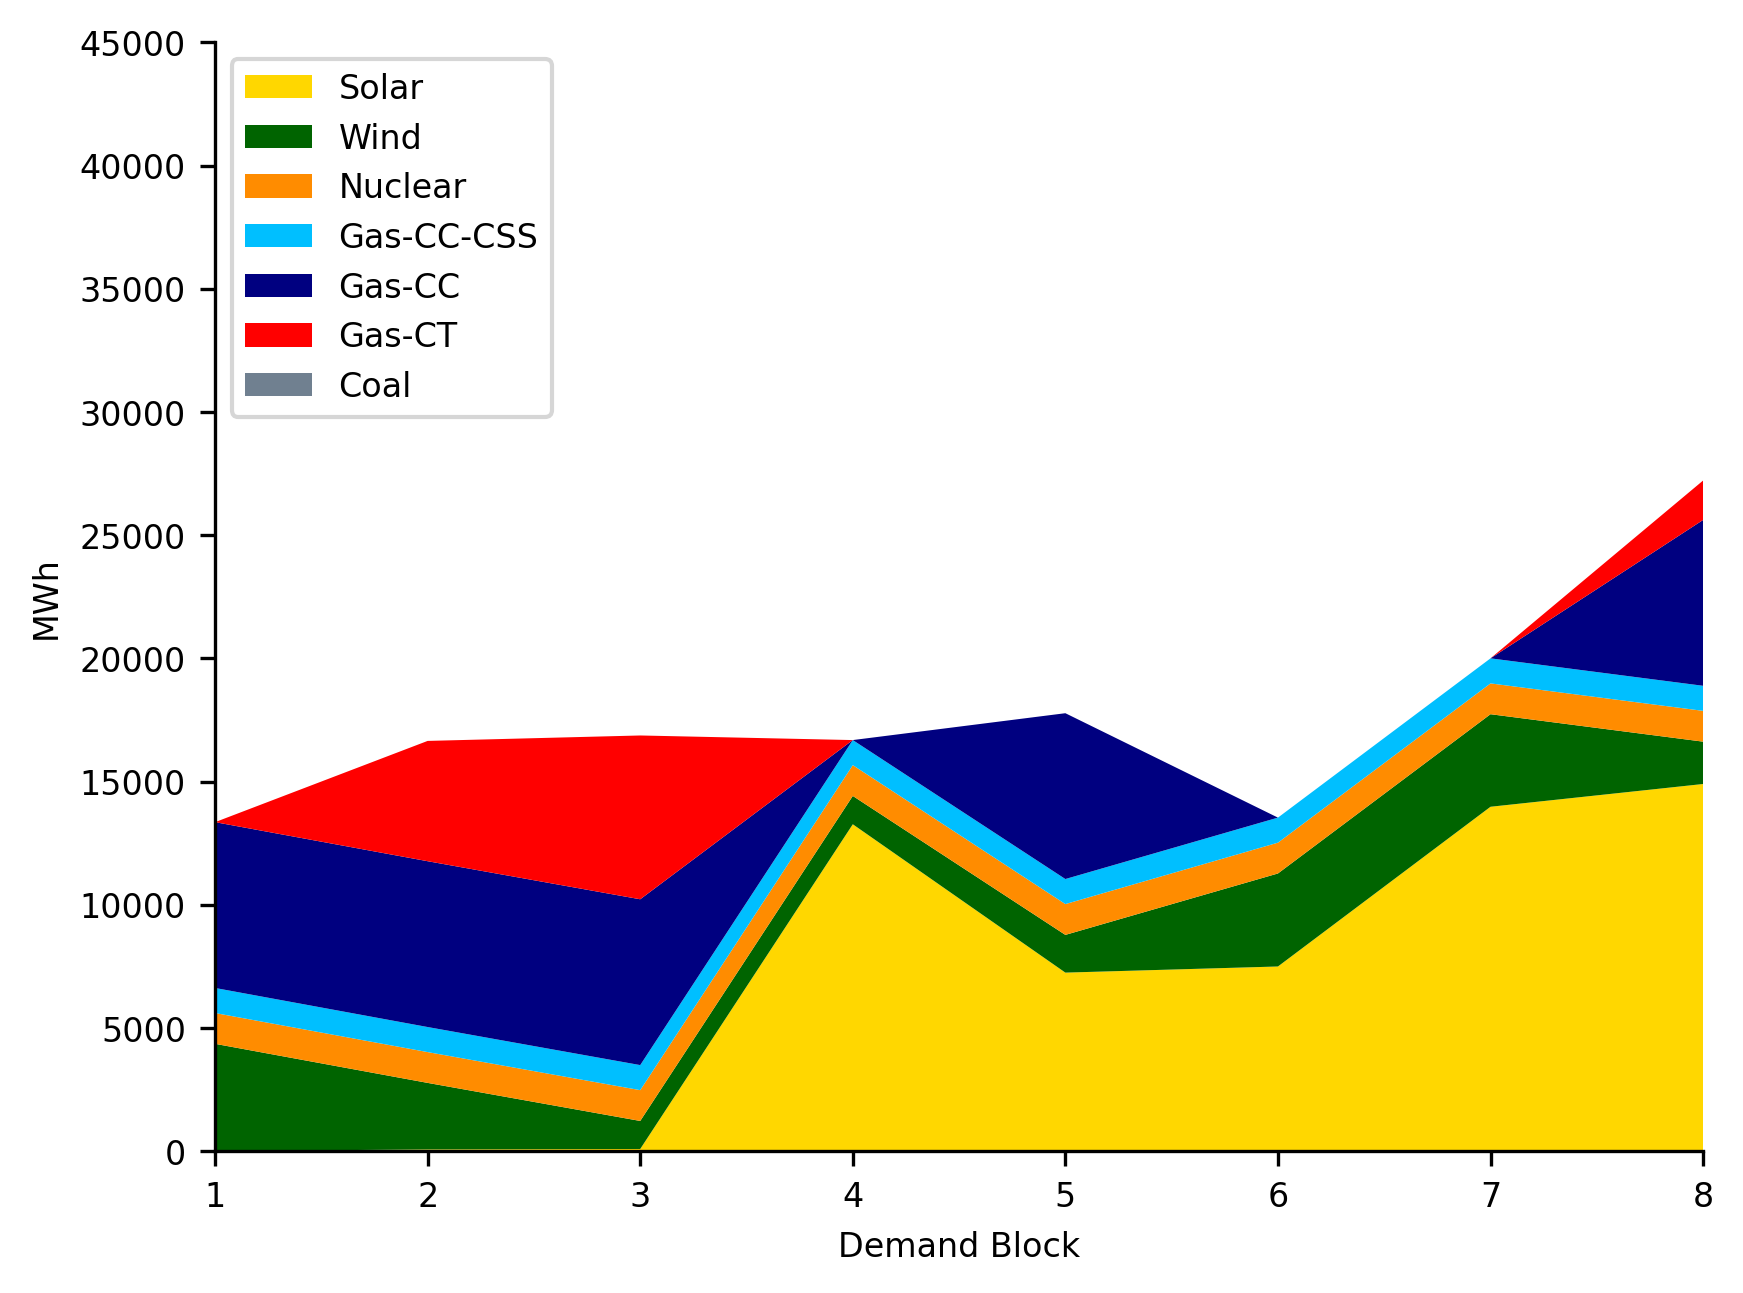 45000
40000
35000
30000
25000
20000
15000
10000
5000
0
MWh
Solar
Wind
Nuclear
Gas-CC-CSS
Gas-CC
Gas-CT
Coal
1 2 3 4 5 6 7 8
Demand Block